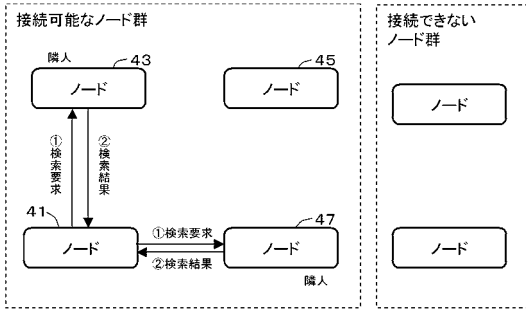 接続可能なノード群
隣人
43
ノード
45
ノード
①検索要求
②検索結果
41
ノード
①検索要求
②検索結果
47
ノード
隣人
接続できない
ノード群
ノード
ノード